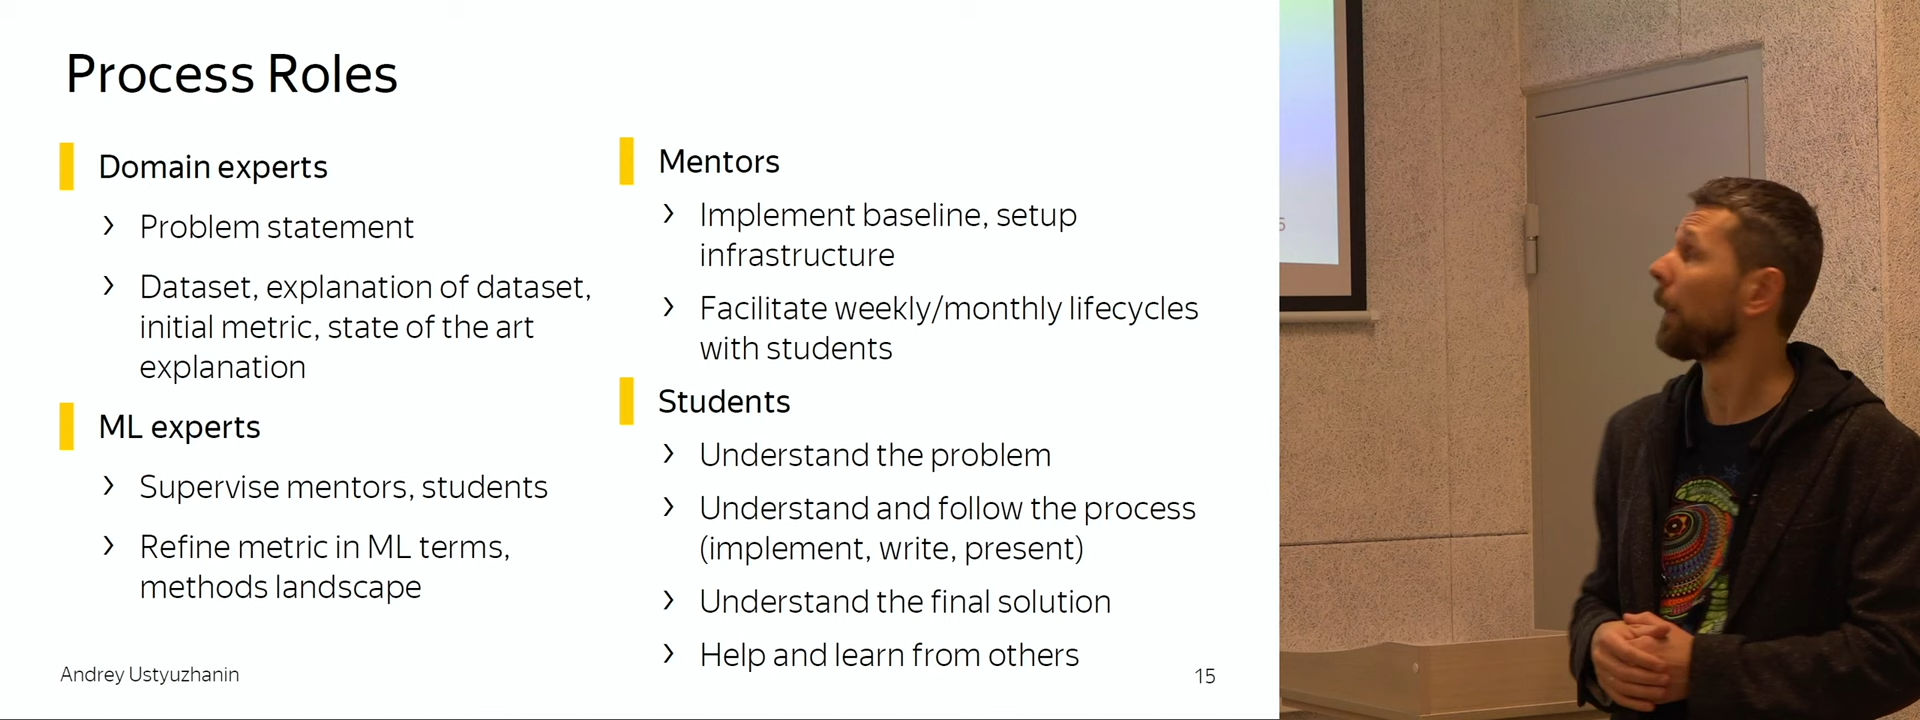 Process Roles
Domain experts
› Problem statement
› Dataset, explanation of dataset,
initial metric, state of the art
explanation
ML experts
› Supervise mentors, students
› Refine metric in ML terms,
methods landscape
Mentors
› Implement baseline, setup
infrastructure
› Facilitate weekly/monthly lifecycles
with students
Students
› Understand the problem
› Understand and follow the process
(implement, write, present)
› Understand the final solution
› Help and learn from others
Andrey Ustyuzhanin
15